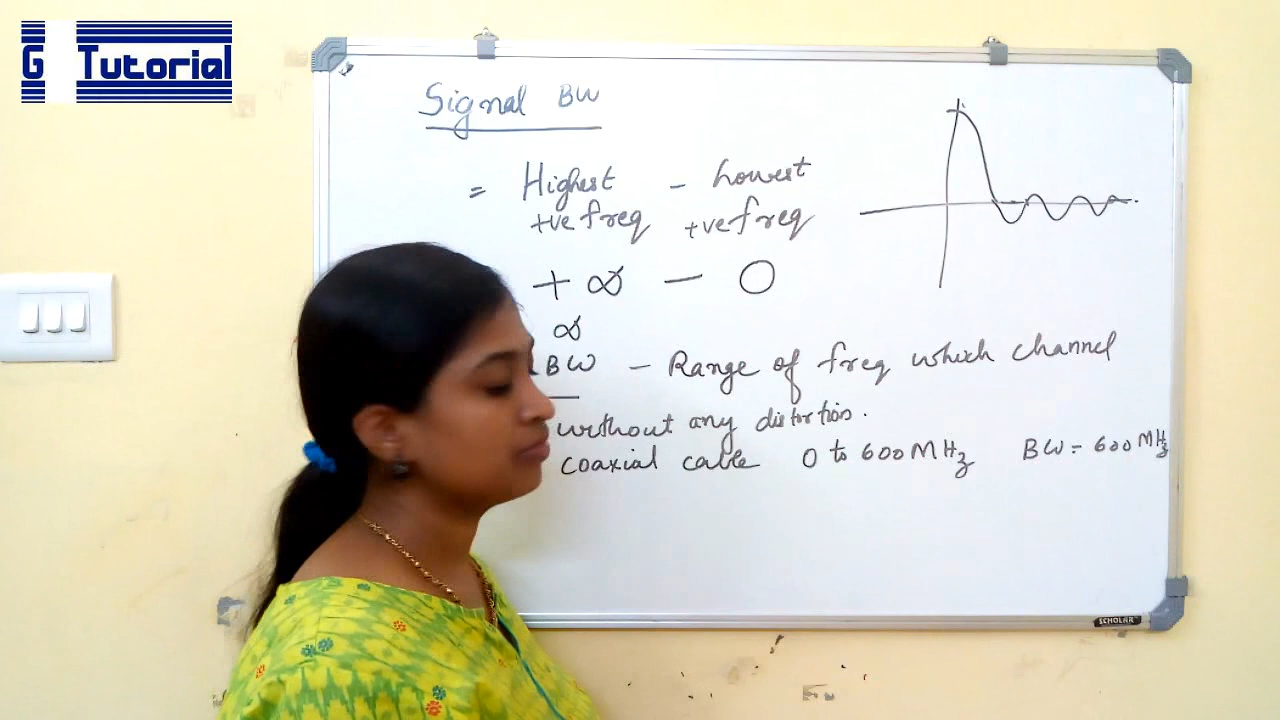 G Tutorial
Signal BW
= Highest - Lowest
+ve freq +ve freq
+ ∞ - 0
∞
BW - Range of freq which channel
without any distortion.
coaxial cable 0 to 600 MHz BW = 600 MHz
SCHOLAR